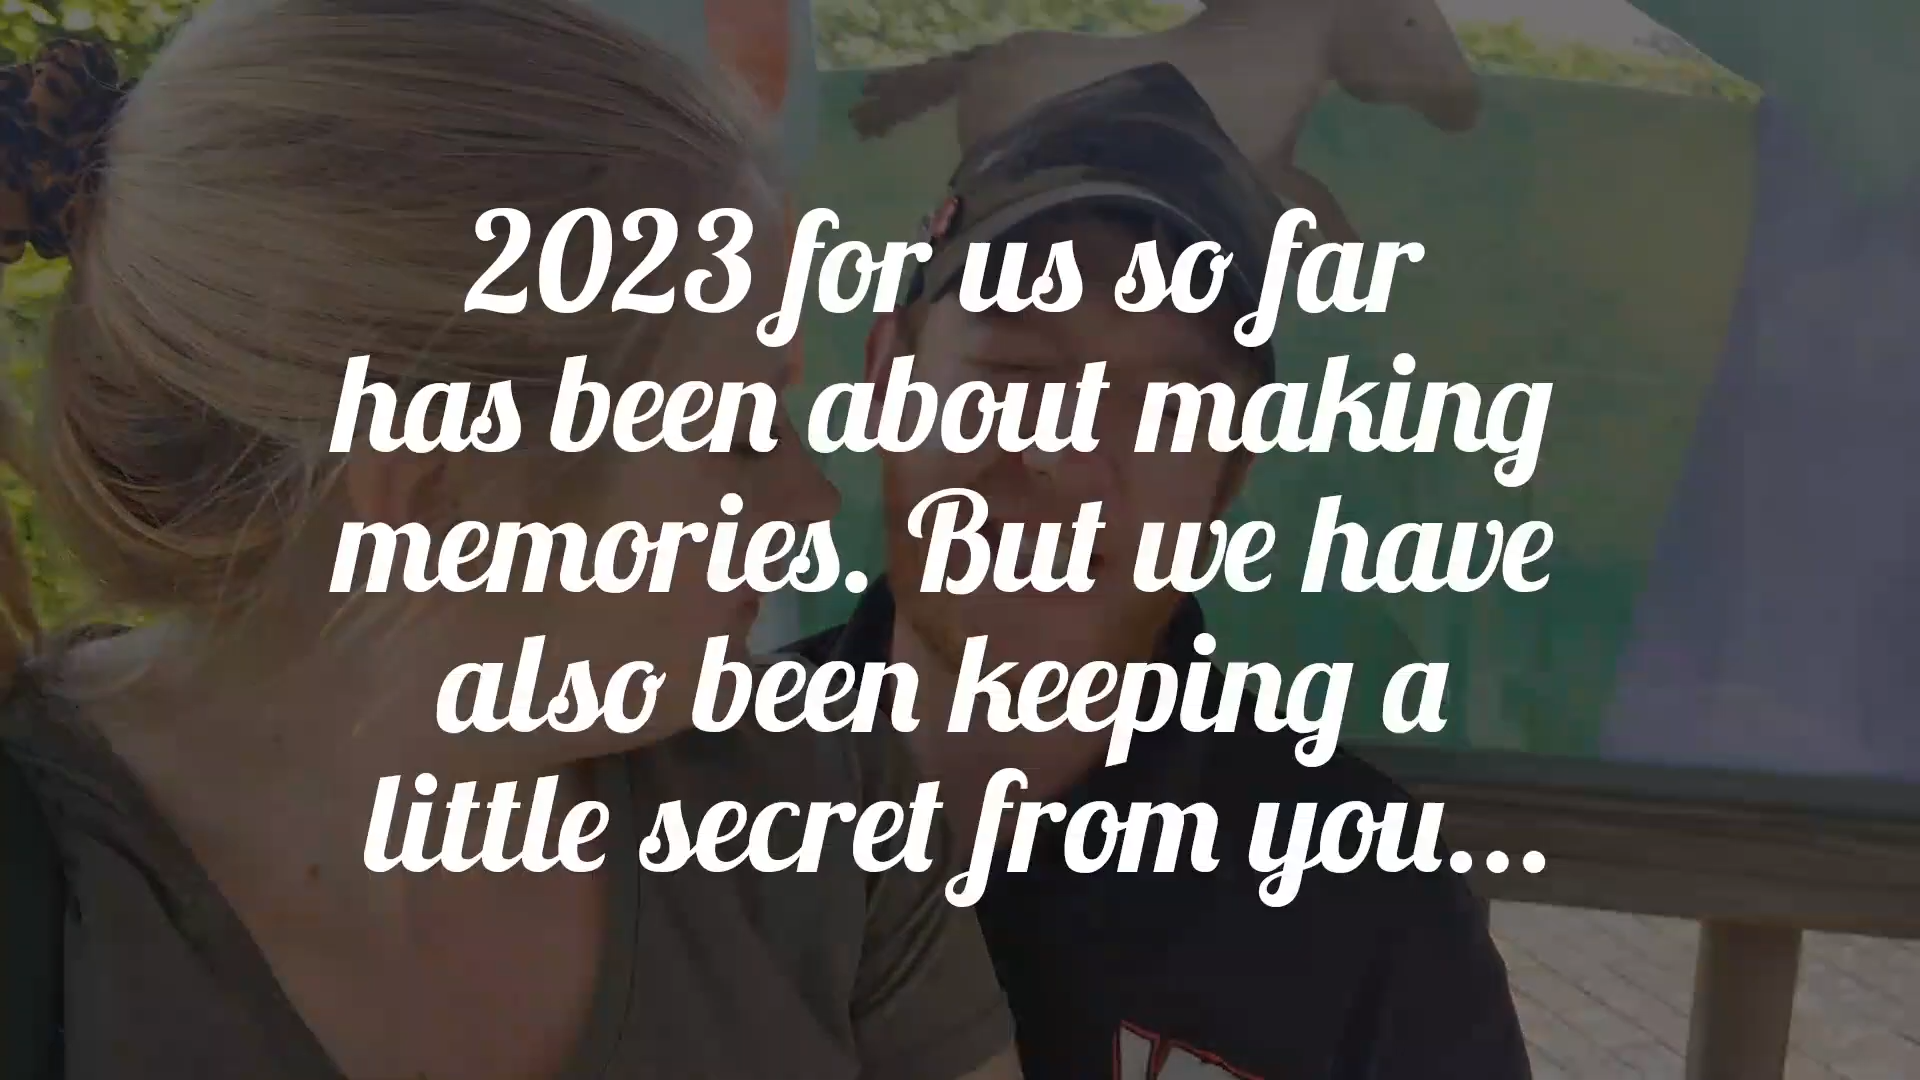 2023 for us so far
has been about making
memories. But we have
also been keeping a
little secret from you...